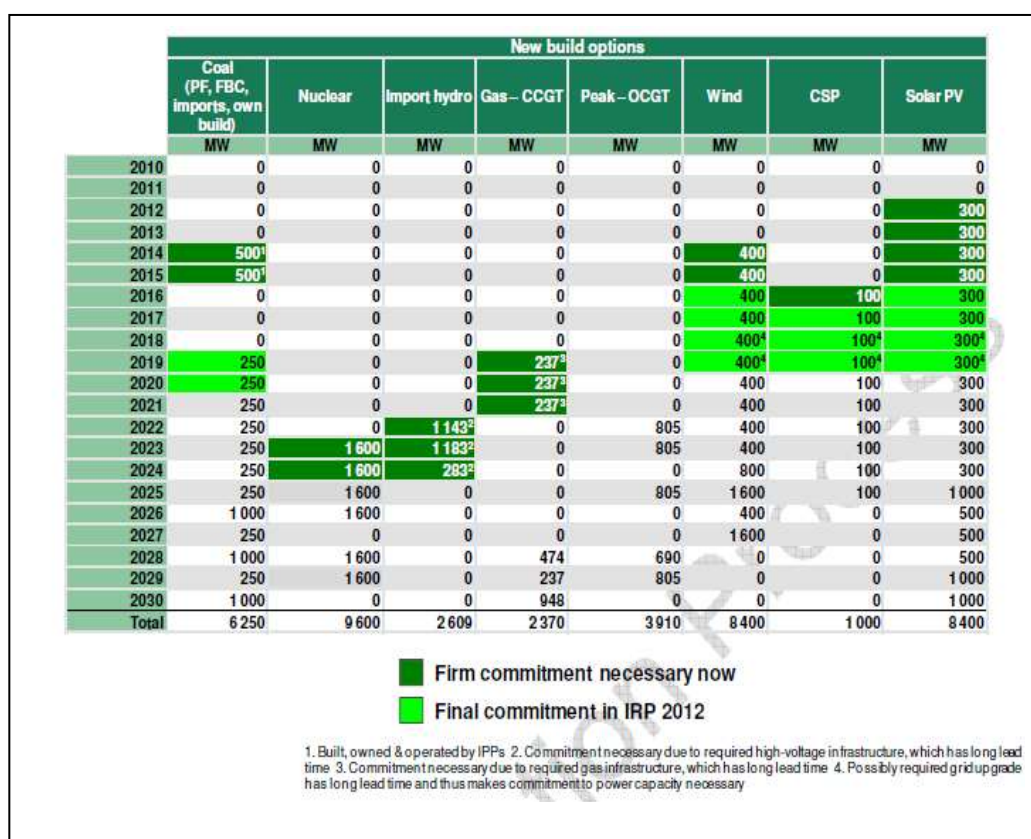 New build options
Coal (PF, FBC, imports, own build) Nuclear Import hydro Gas – CCGT Peak – OCGT Wind CSP Solar PV
MW MW MW MW MW MW MW MW
2010 0 0 0 0 0 0 0 0
2011 0 0 0 0 0 0 0 0
2012 0 0 0 0 0 0 0 300
2013 0 0 0 0 0 0 0 300
2014 500¹ 0 0 0 0 400 0 300
2015 500¹ 0 0 0 0 400 0 300
2016 0 0 0 0 0 400 100 300
2017 0 0 0 0 0 400 100 300
2018 0 0 0 0 0 400⁴ 100⁴ 300⁴
2019 250 0 0 237³ 0 400⁴ 100⁴ 300⁴
2020 250 0 0 237³ 0 400 100 300
2021 250 0 0 237³ 0 400 100 300
2022 250 0 1 143² 0 805 400 100 300
2023 250 1 600 1 183² 0 805 400 100 300
2024 250 1 600 283² 0 0 800 100 300
2025 250 1 600 0 0 805 1 600 100 1 000
2026 1 000 1 600 0 0 0 400 0 500
2027 250 0 0 0 0 1 600 0 500
2028 1 000 1 600 0 474 690 0 0 500
2029 250 1 600 0 237 805 0 0 1 000
2030 1 000 0 0 948 0 0 0 1 000
Total 6 250 9 600 2 609 2 370 3 910 8 400 1 000 8 400
Firm commitment necessary now
Final commitment in IRP 2012
1. Built, owned & operated by IPPs 2. Commitment necessary due to required high-voltage infrastructure, which has long lead
time 3. Commitment necessary due to required gas infrastructure, which has long lead time 4. Possibly required grid upgrade
has long lead time and thus makes commitment to power capacity necessary